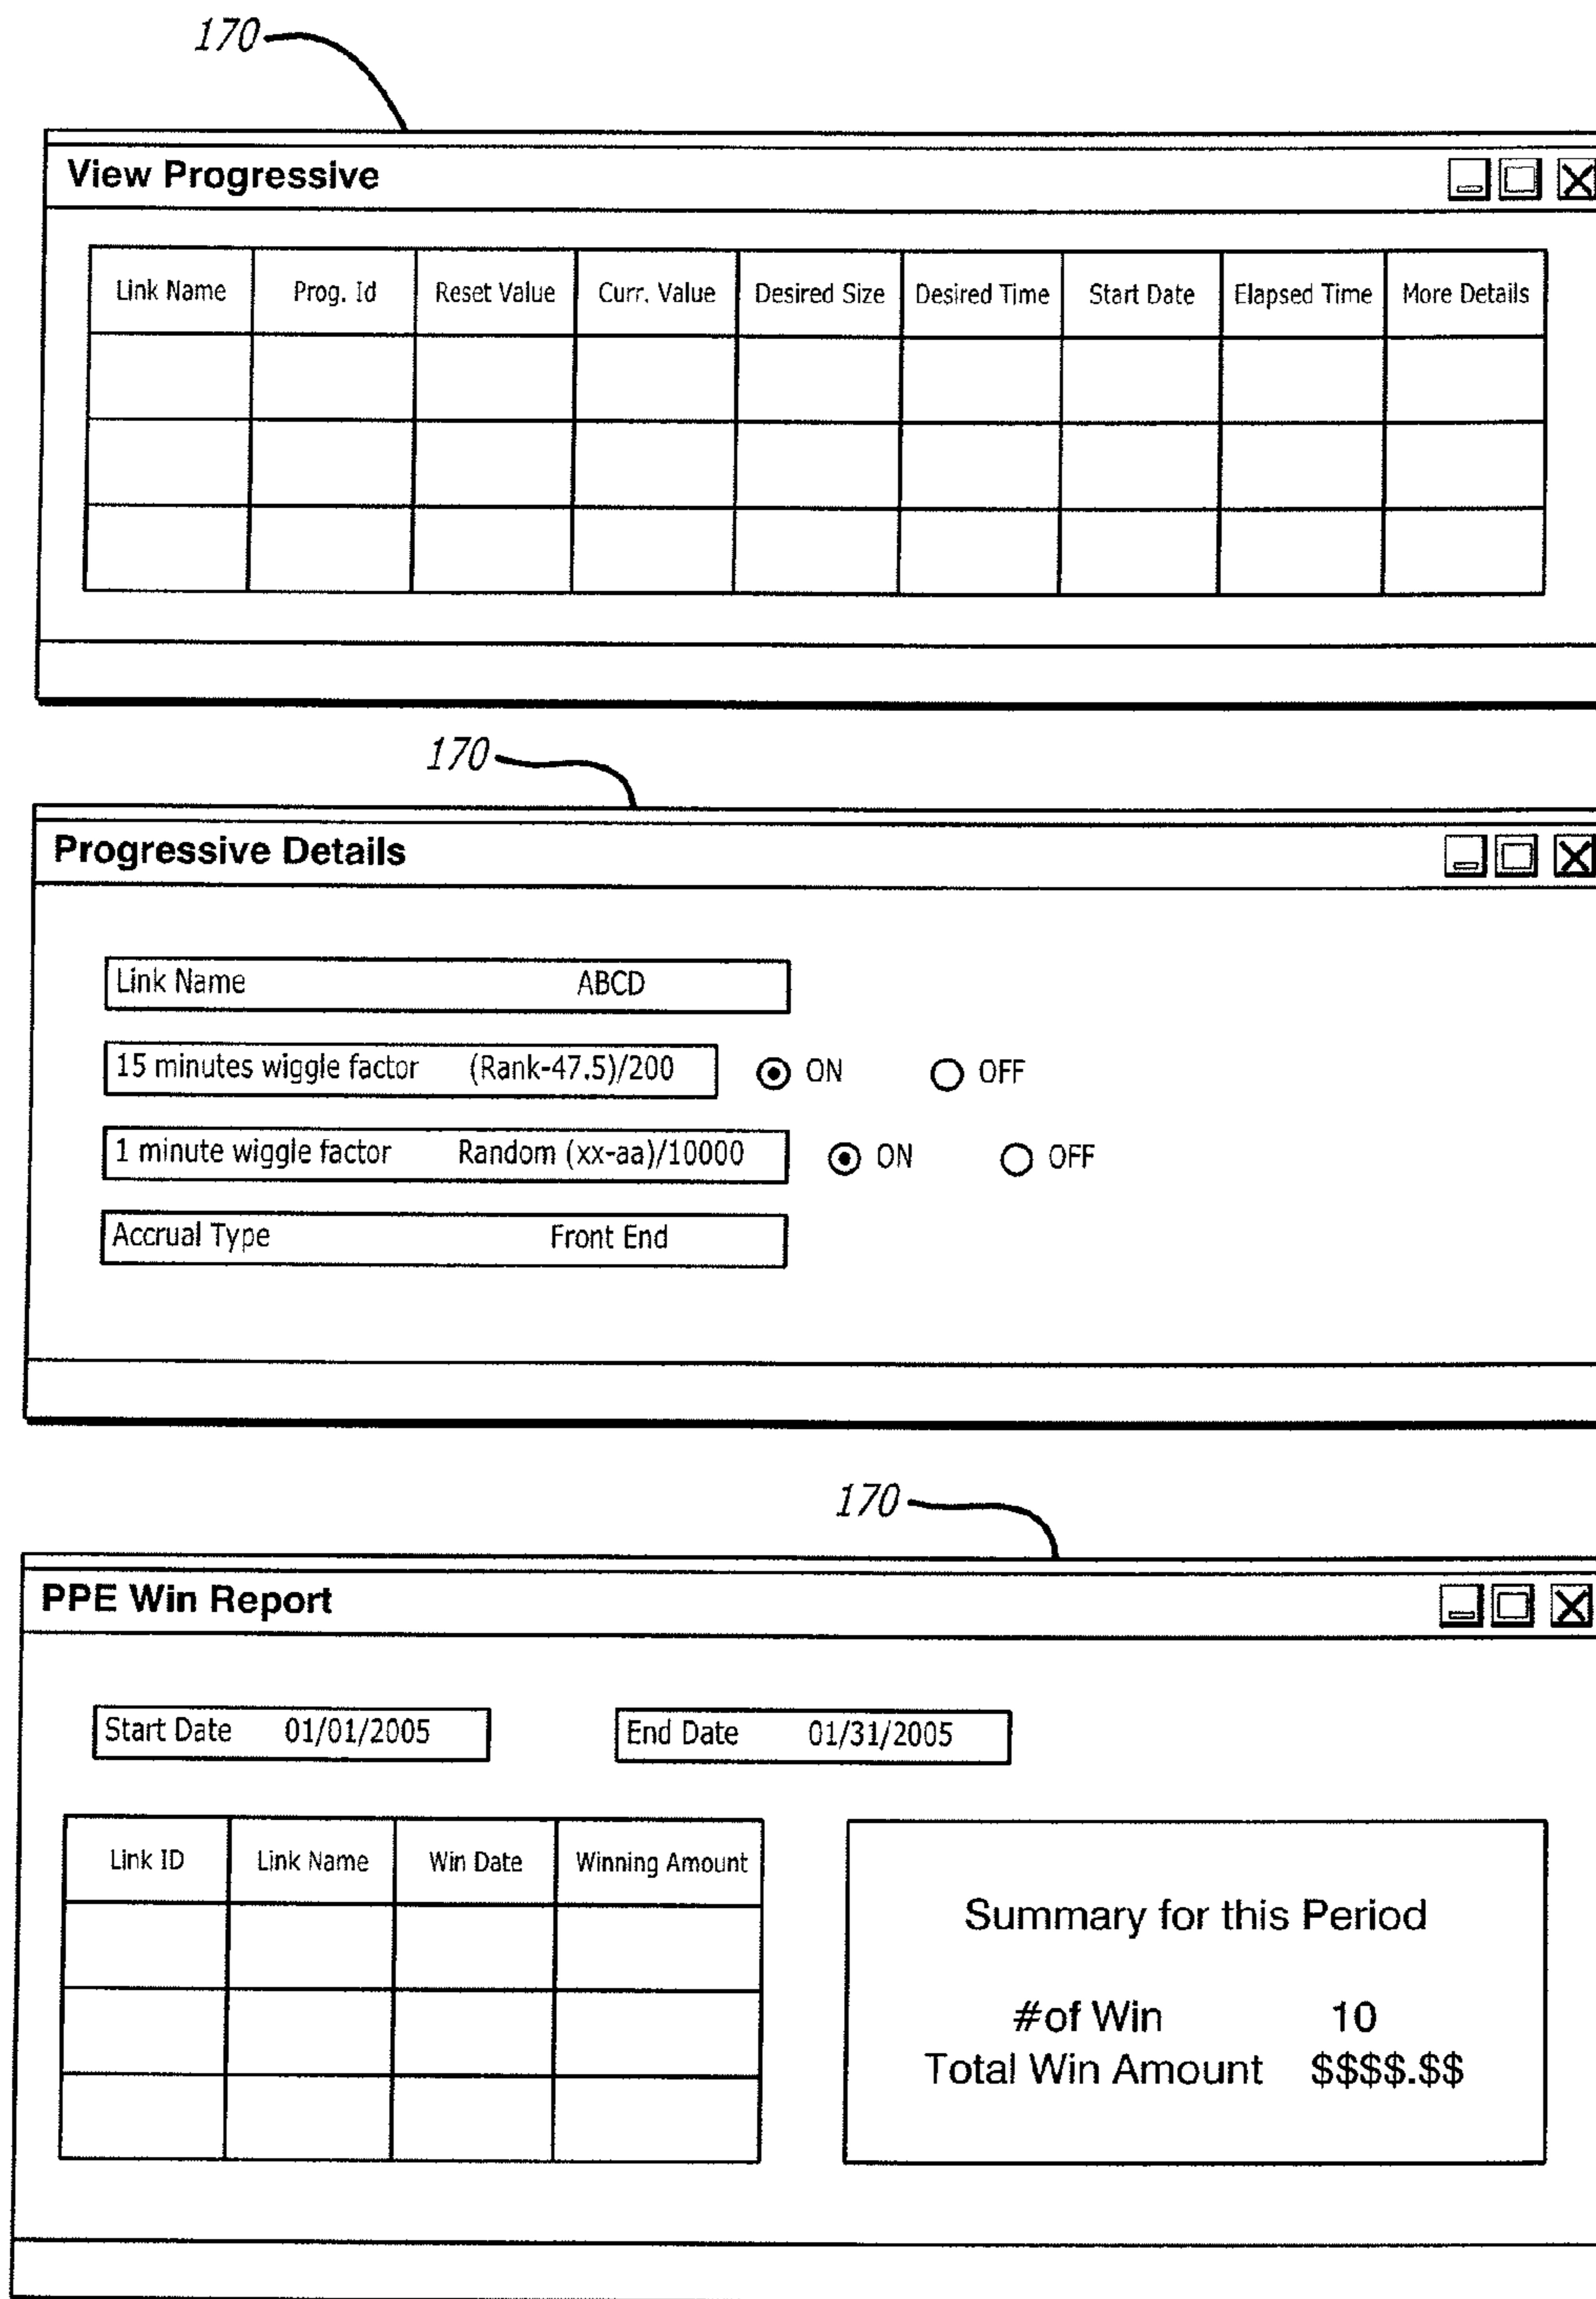 170
View Progressive
Link Name Prog. Id Reset Value Curr. Value Desired Size Desired Time Start Date Elapsed Time More Details
170
Progressive Details
Link Name ABCD
15 minutes wiggle factor (Rank-47.5)/200 ON OFF
1 minute wiggle factor Random (xx-aa)/10000 ON OFF
Accrual Type Front End
170
PPE Win Report
Start Date 01/01/2005 End Date 01/31/2005
Link ID Link Name Win Date Winning Amount
Summary for this Period
#of Win 10
Total Win Amount $$$$.$$